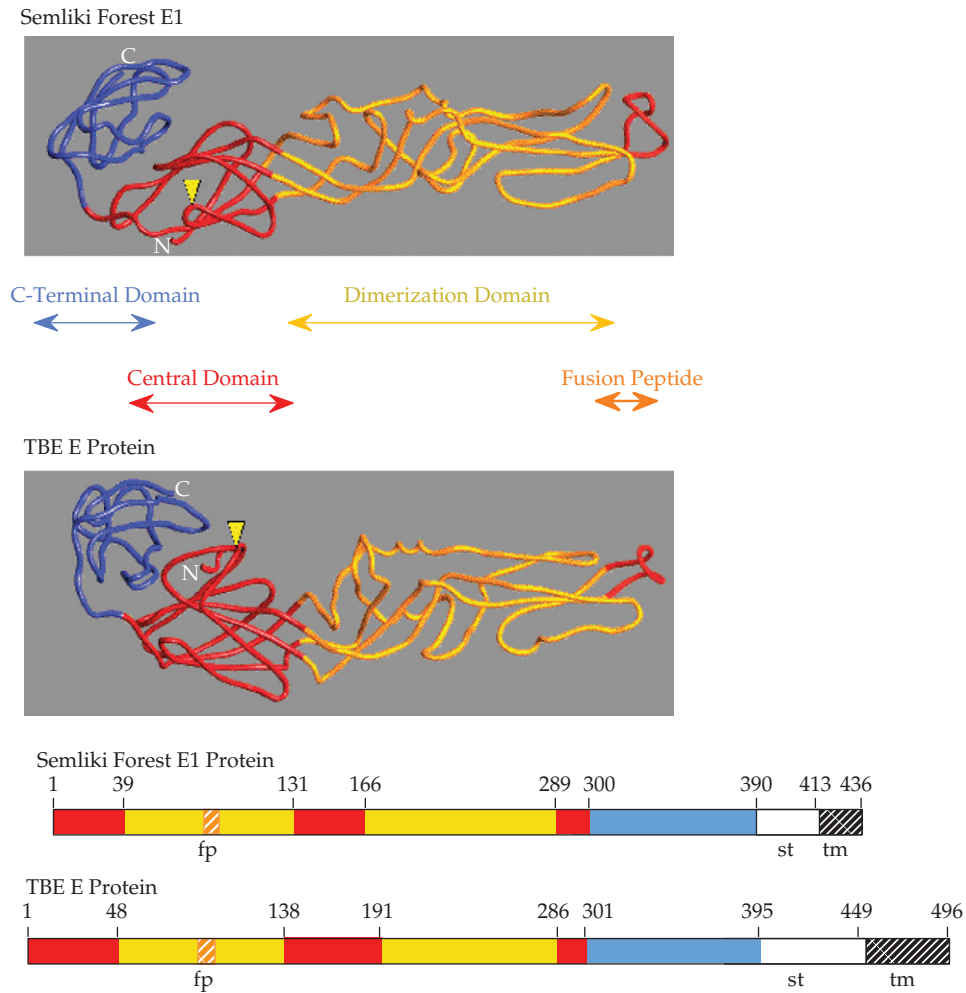 Semliki Forest E1
C
N
C-Terminal Domain Dimerization Domain
Central Domain Fusion Peptide
TBE E Protein
C
N
Semliki Forest E1 Protein
1 39 131 166 289 300 390 413 436
fp st tm
TBE E Protein
1 48 138 191 286 301 395 449 496
fp st tm